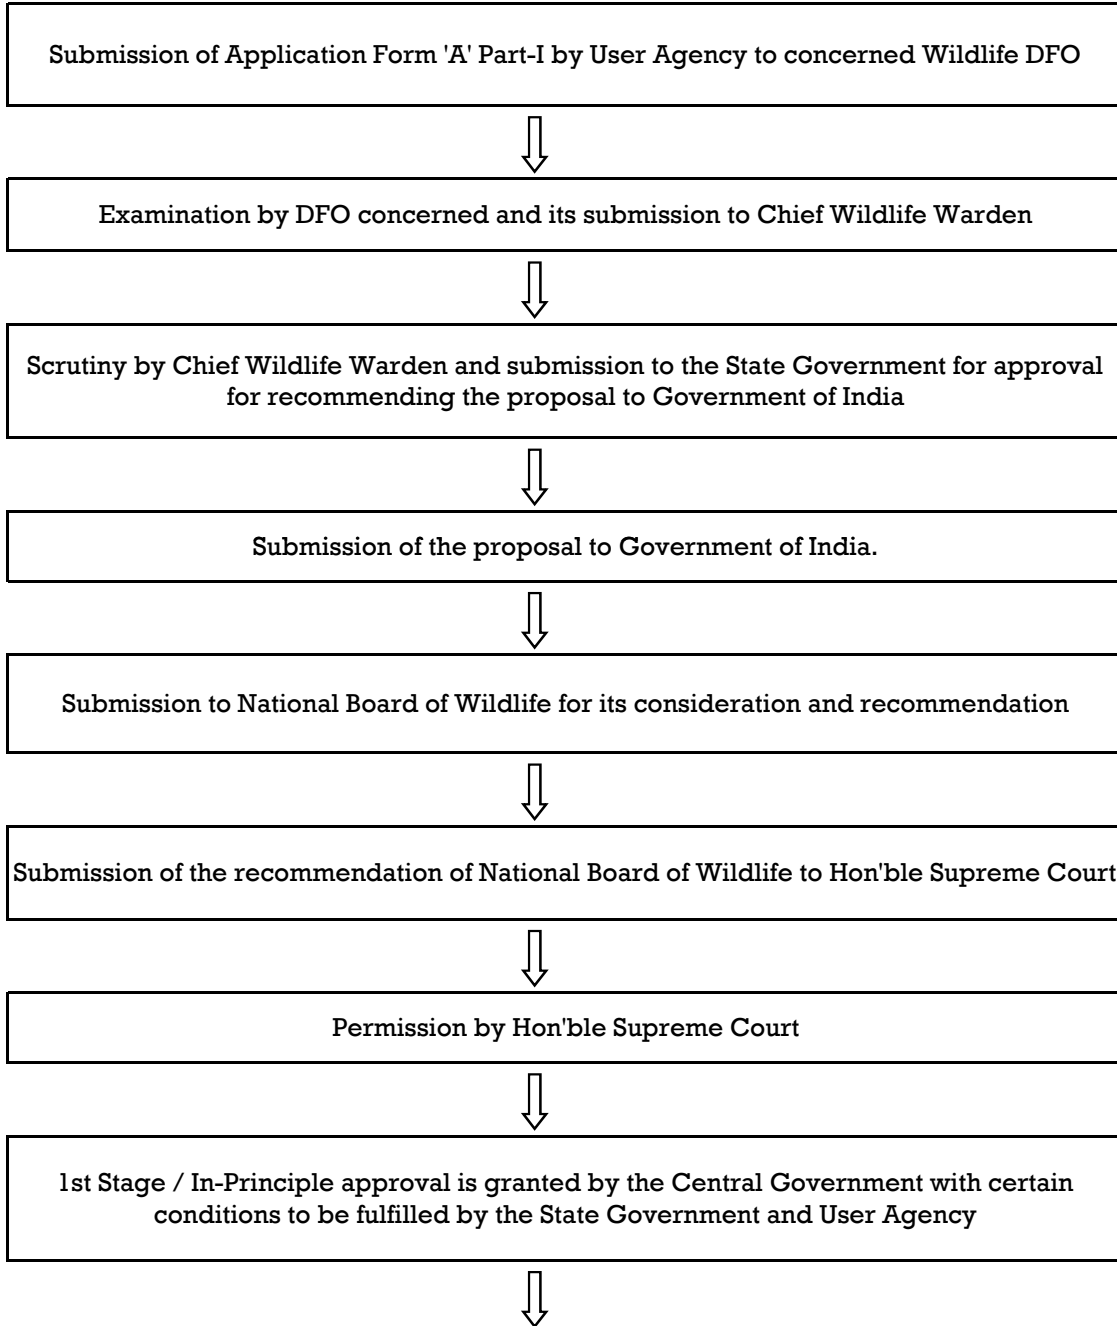 Submission of Application Form 'A' Part-I by User Agency to concerned Wildlife DFO
Examination by DFO concerned and its submission to Chief Wildlife Warden
Scrutiny by Chief Wildlife Warden and submission to the State Government for approval
for recommending the proposal to Government of India
Submission of the proposal to Government of India.
Submission to National Board of Wildlife for its consideration and recommendation
Submission of the recommendation of National Board of Wildlife to Hon'ble Supreme Court
Permission by Hon'ble Supreme Court
1st Stage / In-Principle approval is granted by the Central Government with certain
conditions to be fulfilled by the State Government and User Agency